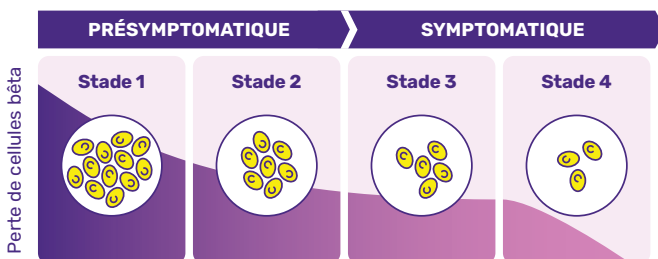 PRÉSYMPTOMATIQUE
SYMPTOMATIQUE
Stade 1
Stade 2
Stade 3
Stade 4
Perte de cellules bêta